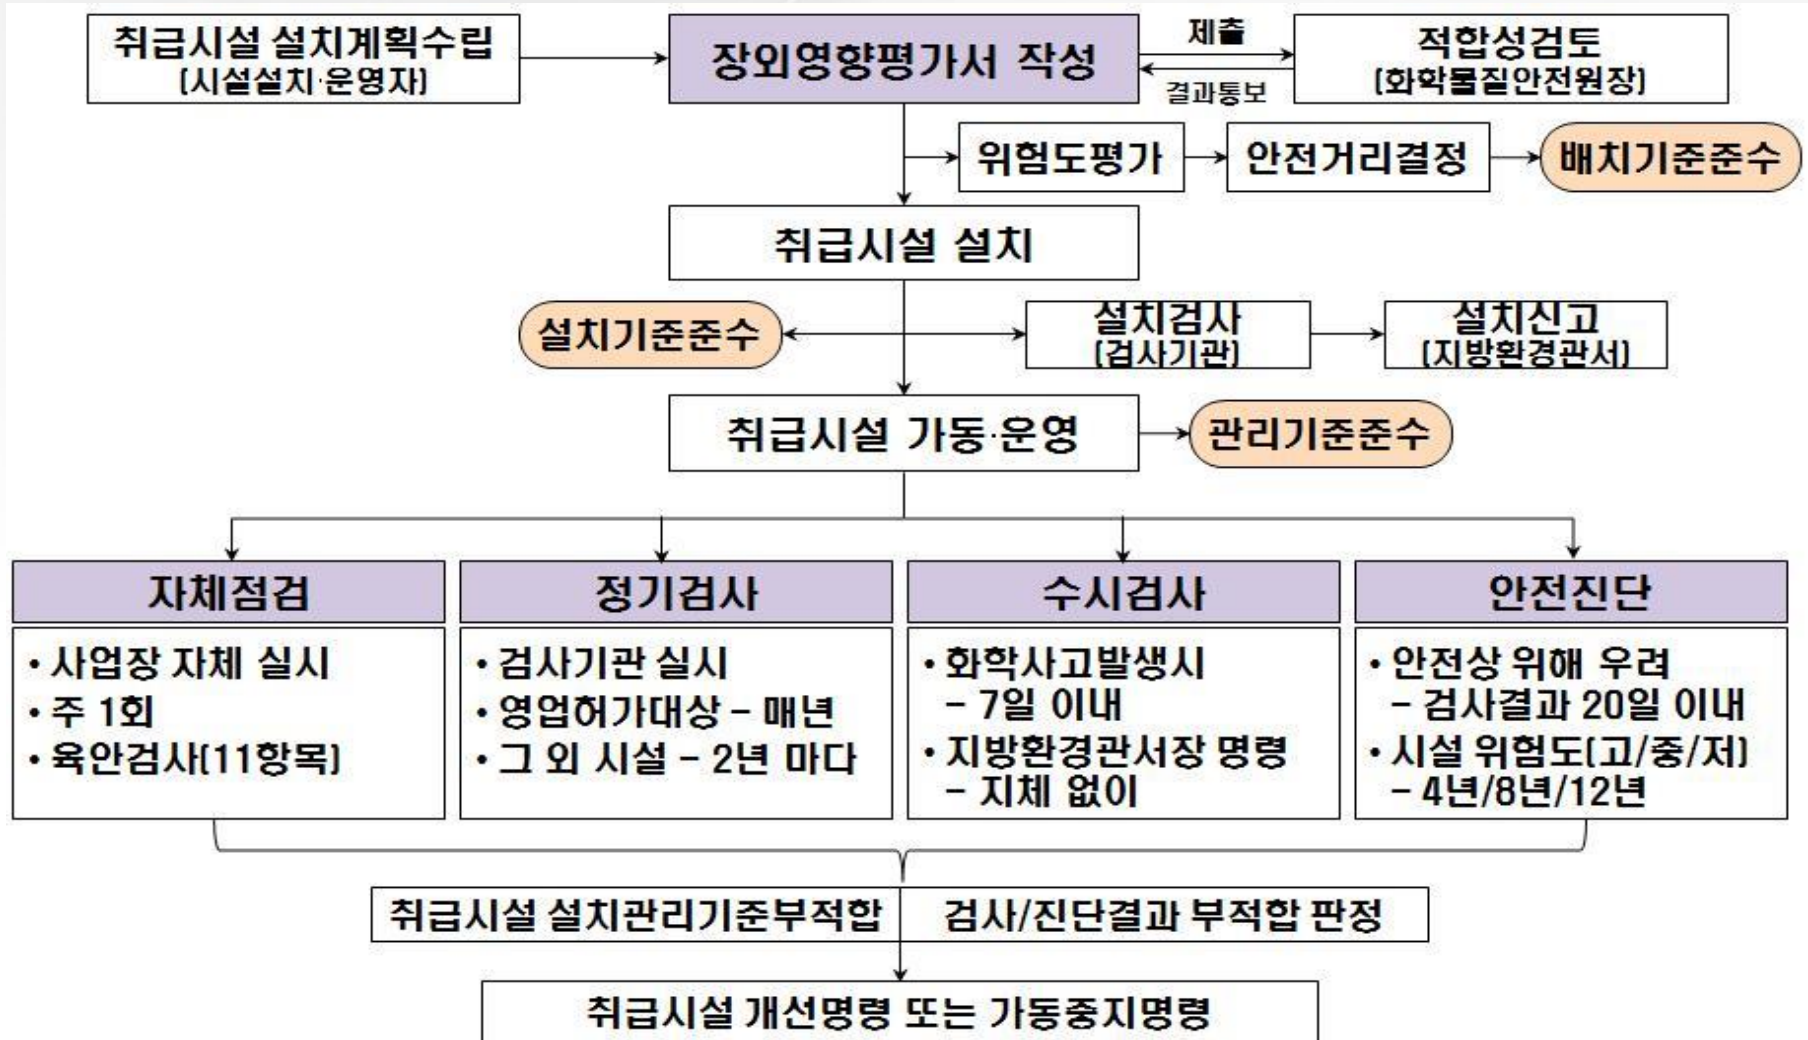 취급시설 설치계획수립
(시설설치·운영자)
장외영향평가서 작성
제출
결과통보
적합성검토
(화학물질안전원장)
위험도평가
안전거리결정
배치기준준수
취급시설 설치
설치기준준수
설치검사
(검사기관)
설치신고
(지방환경관서)
취급시설 가동·운영
관리기준준수
자체점검
• 사업장 자체 실시
• 주 1회
• 육안검사(11항목)
정기검사
• 검사기관 실시
• 영업허가대상 – 매년
• 그 외 시설 – 2년 마다
수시검사
• 화학사고발생시
– 7일 이내
• 지방환경관서장 명령
– 지체 없이
안전진단
• 안전상 위해 우려
– 검사결과 20일 이내
• 시설 위험도(고/중/저)
– 4년/8년/12년
취급시설 설치관리기준부적합
검사/진단결과 부적합 판정
취급시설 개선명령 또는 가동중지명령